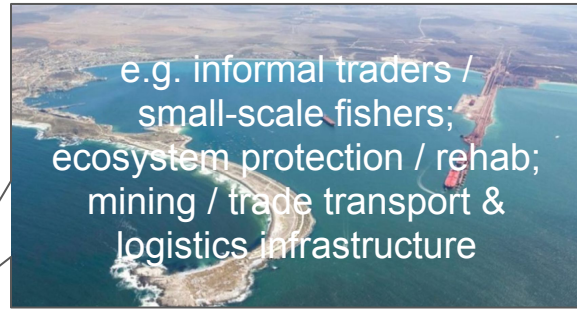 e.g. informal traders /
small-scale fishers;
ecosystem protection / rehab;
mining / trade transport &
logistics infrastructure